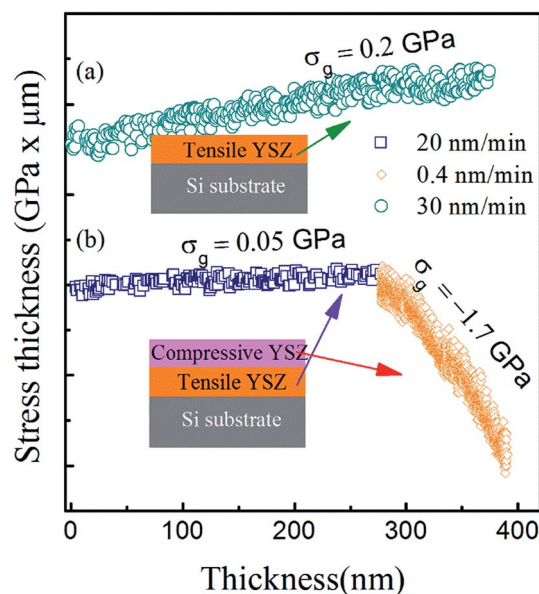 σg = 0.2 GPa
(a)
Tensile YSZ
Si substrate
20 nm/min
0.4 nm/min
30 nm/min
(b)
σg = 0.05 GPa
σg = −1.7 GPa
Compressive YSZ
Tensile YSZ
Si substrate
Stress thickness (GPa x µm)
0 100 200 300 400
Thickness(nm)